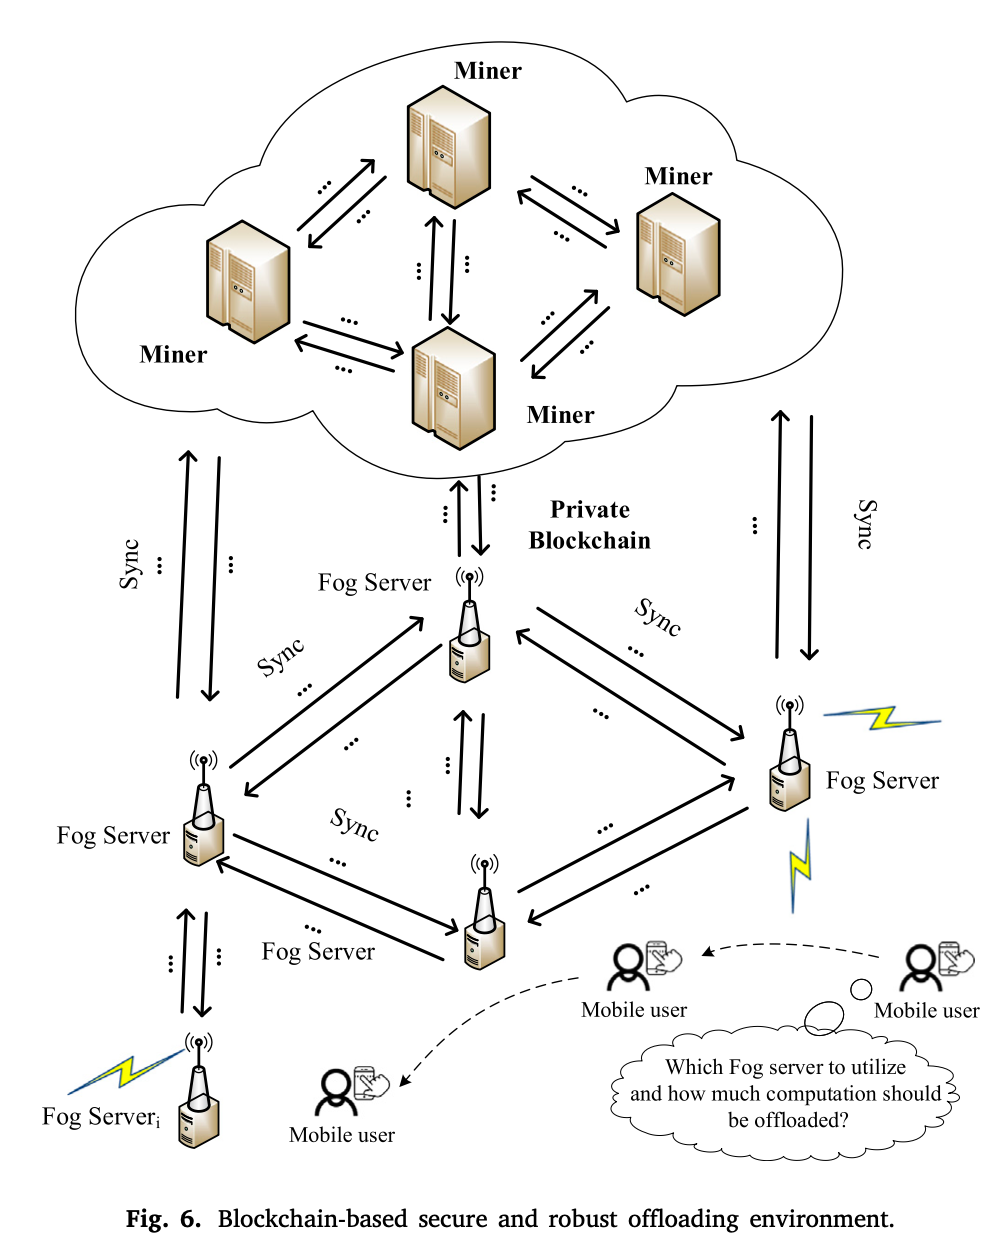 Miner
Miner
Miner
Miner
Private
Blockchain
Sync
Sync
Fog Server
Sync
Sync
Fog Server
Fog Server
Sync
Fog Server
Mobile user
Mobile user
Which Fog server to utilize
and how much computation should
be offloaded?
Fog Serverᵢ
Mobile user
Fig. 6. Blockchain-based secure and robust offloading environment.